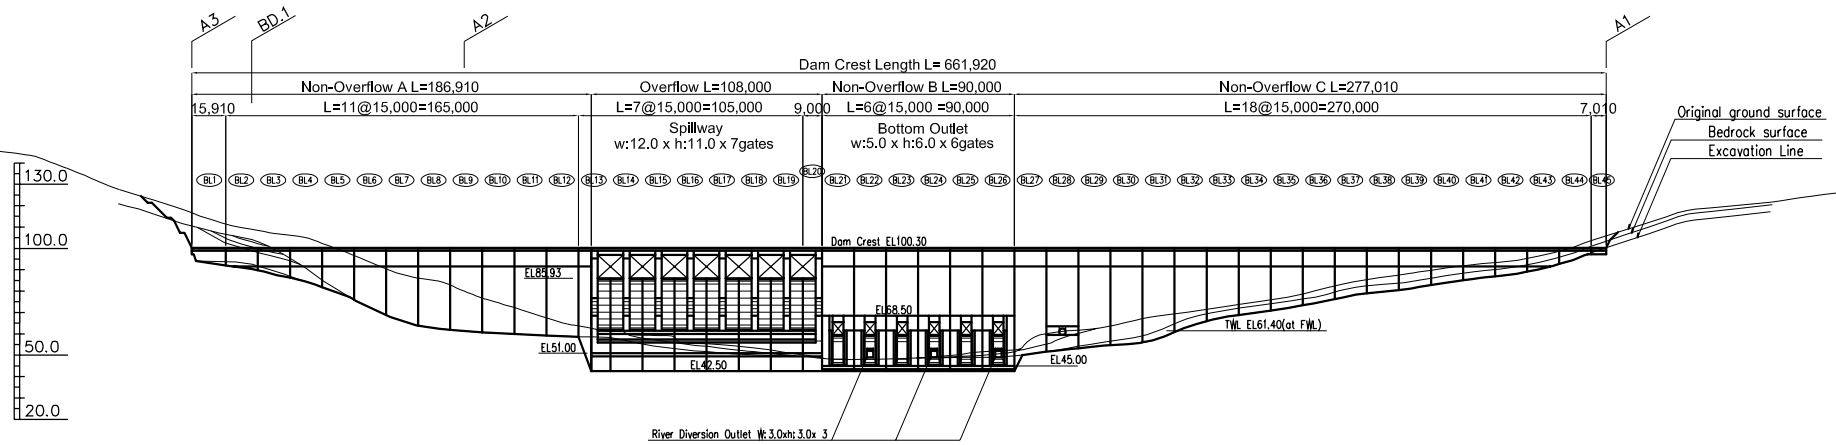 A3
BD.1
A2
A1
Dam Crest Length L= 661,920
Non-Overflow A L=186,910
Overflow L=108,000
Non-Overflow B L=90,000
Non-Overflow C L=277,010
15,910
L=11@15,000=165,000
L=7@15,000=105,000
9,000
L=6@15,000 =90,000
L=18@15,000=270,000
7,010
Original ground surface
Bedrock surface
Excavation Line
Spillway
w:12.0 x h:11.0 x 7gates
Bottom Outlet
w:5.0 x h:6.0 x 6gates
BL1 BL2 BL3 BL4 BL5 BL6 BL7 BL8 BL9 BL10 BL11 BL12 BL13 BL14 BL15 BL16 BL17 BL18 BL19 BL20 BL21 BL22 BL23 BL24 BL25 BL26 BL27 BL28 BL29 BL30 BL31 BL32 BL33 BL34 BL35 BL36 BL37 BL38 BL39 BL40 BL41 BL42 BL43 BL44 BL45
130.0
100.0
50.0
20.0
Dam Crest EL100.30
EL85.93
EL68.50
TWL EL61.40(at FWL)
EL51.00
EL42.50
EL45.00
River Diversion Outlet W:3.0xh:3.0x 3